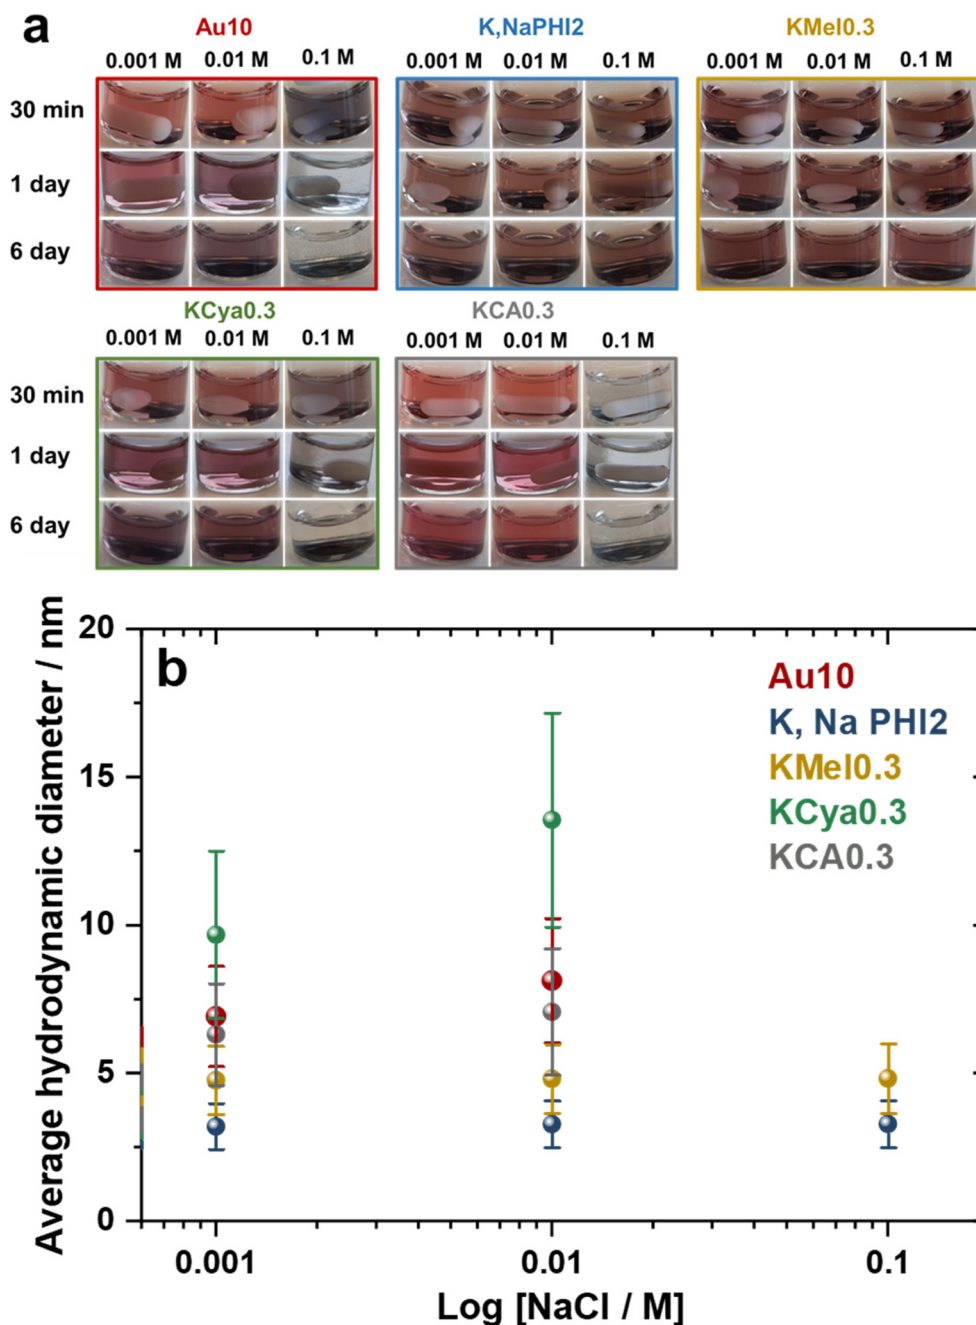 a
Au10 K,NaPHI2 KMel0.3
0.001 M 0.01 M 0.1 M 0.001 M 0.01 M 0.1 M 0.001 M 0.01 M 0.1 M
30 min
1 day
6 day
KCya0.3 KCA0.3
0.001 M 0.01 M 0.1 M 0.001 M 0.01 M 0.1 M
30 min
1 day
6 day
b
Au10
K, Na PHI2
KMel0.3
KCya0.3
KCA0.3
Average hydrodynamic diameter / nm
20
15
10
5
0
0.001 0.01 0.1
Log [NaCl / M]